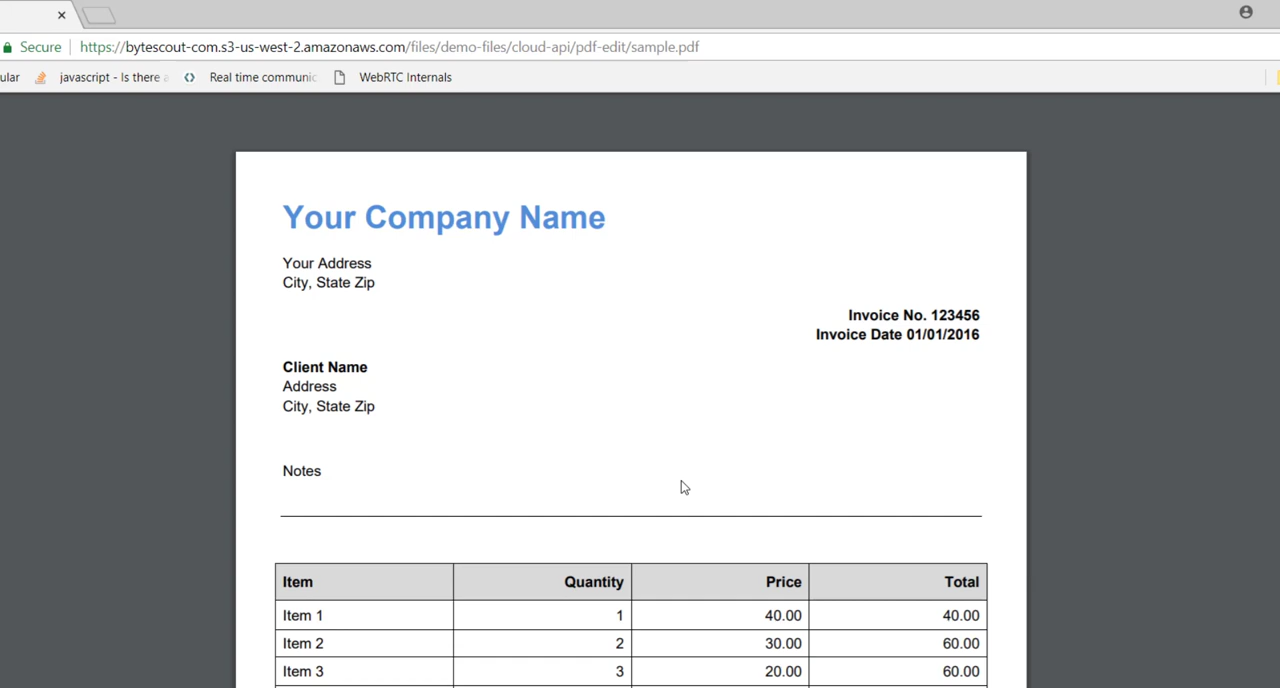 Secure https://bytescout-com.s3-us-west-2.amazonaws.com/files/demo-files/cloud-api/pdf-edit/sample.pdf
ular javascript - Is there Real time communic WebRTC Internals
Your Company Name
Your Address
City, State Zip
Invoice No. 123456
Invoice Date 01/01/2016
Client Name
Address
City, State Zip
Notes
Item Quantity Price Total
Item 1 1 40.00 40.00
Item 2 2 30.00 60.00
Item 3 3 20.00 60.00